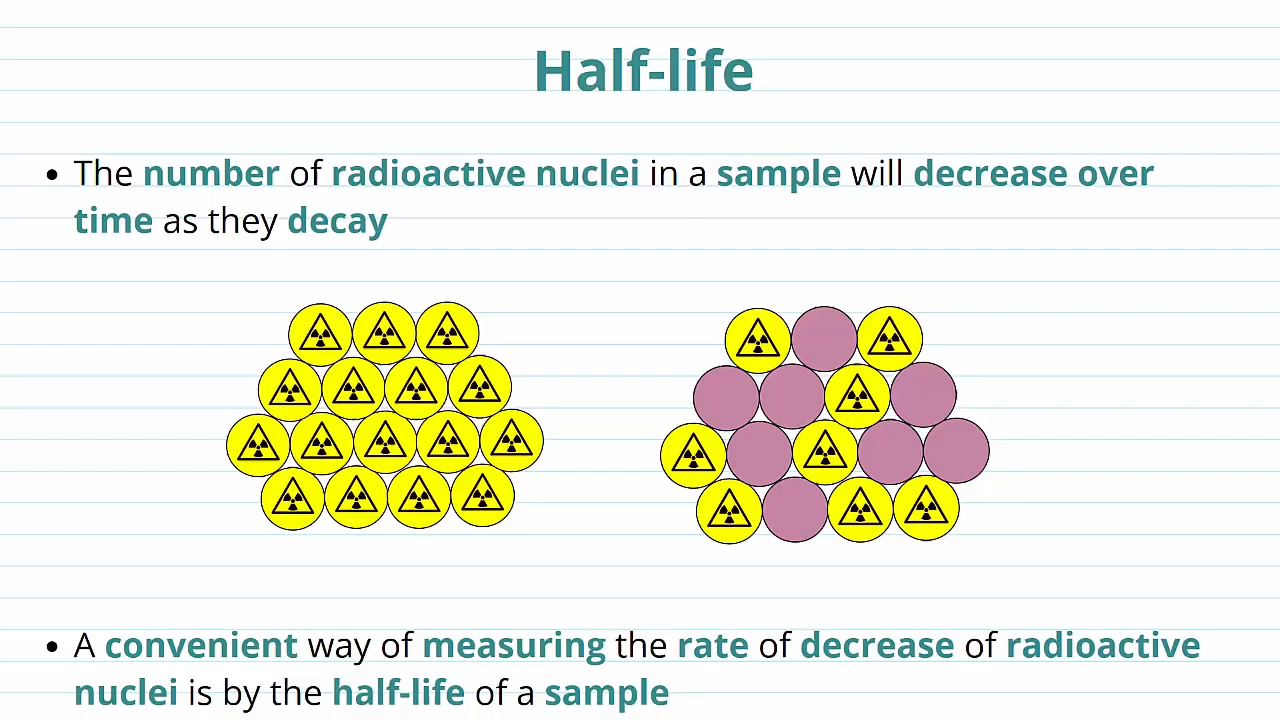 Half-life
• The number of radioactive nuclei in a sample will decrease over
time as they decay
• A convenient way of measuring the rate of decrease of radioactive
nuclei is by the half-life of a sample